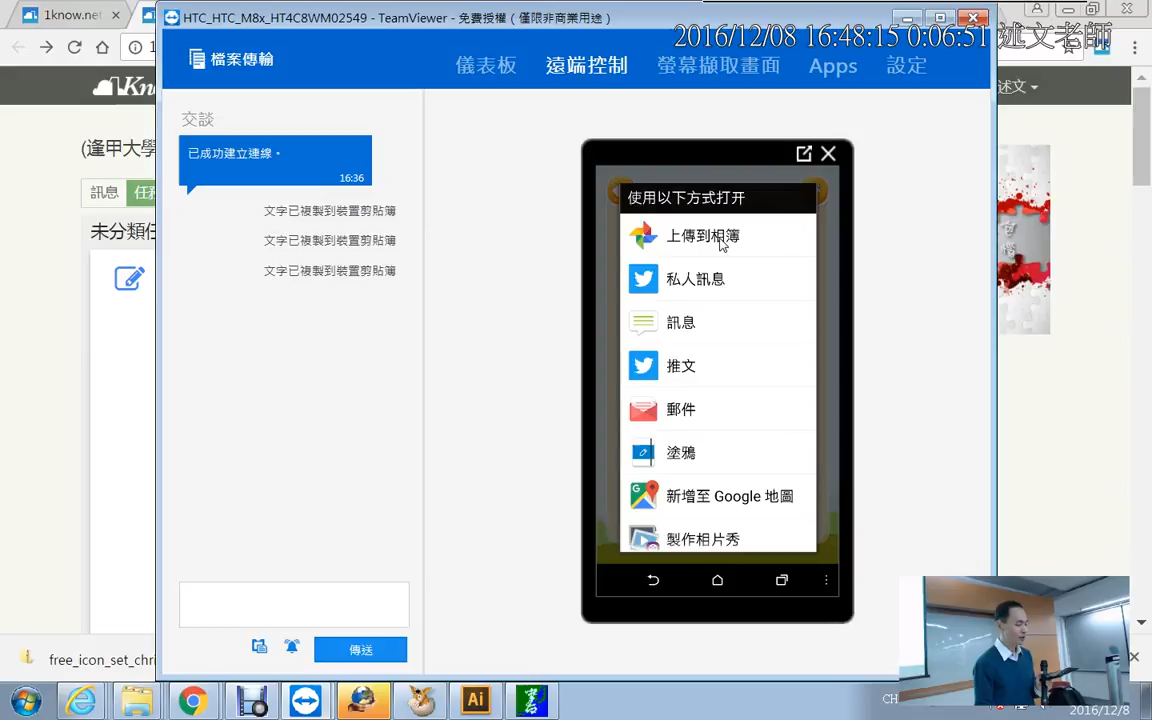 1know.ne
HTC_HTC_M8x_HT4C8WM02549 - TeamViewer - 免費授權 ( 僅限非商業用途 )
2016/12/08 16:48:15 0:06:51 述文老師
檔案傳輸
儀表板 遠端控制 螢幕擷取畫面 Apps 設定
Kn
述文
(逢甲大學
交談
已成功建立連線。
16:36
訊息
未分類任
文字已複製到裝置剪貼簿
文字已複製到裝置剪貼簿
文字已複製到裝置剪貼簿
使用以下方式打开
上傳到相簿
私人訊息
訊息
推文
郵件
塗鴉
新增至 Google 地圖
製作相片秀
傳送
free_icon_set_chri
Ai
CH
2016/12/8